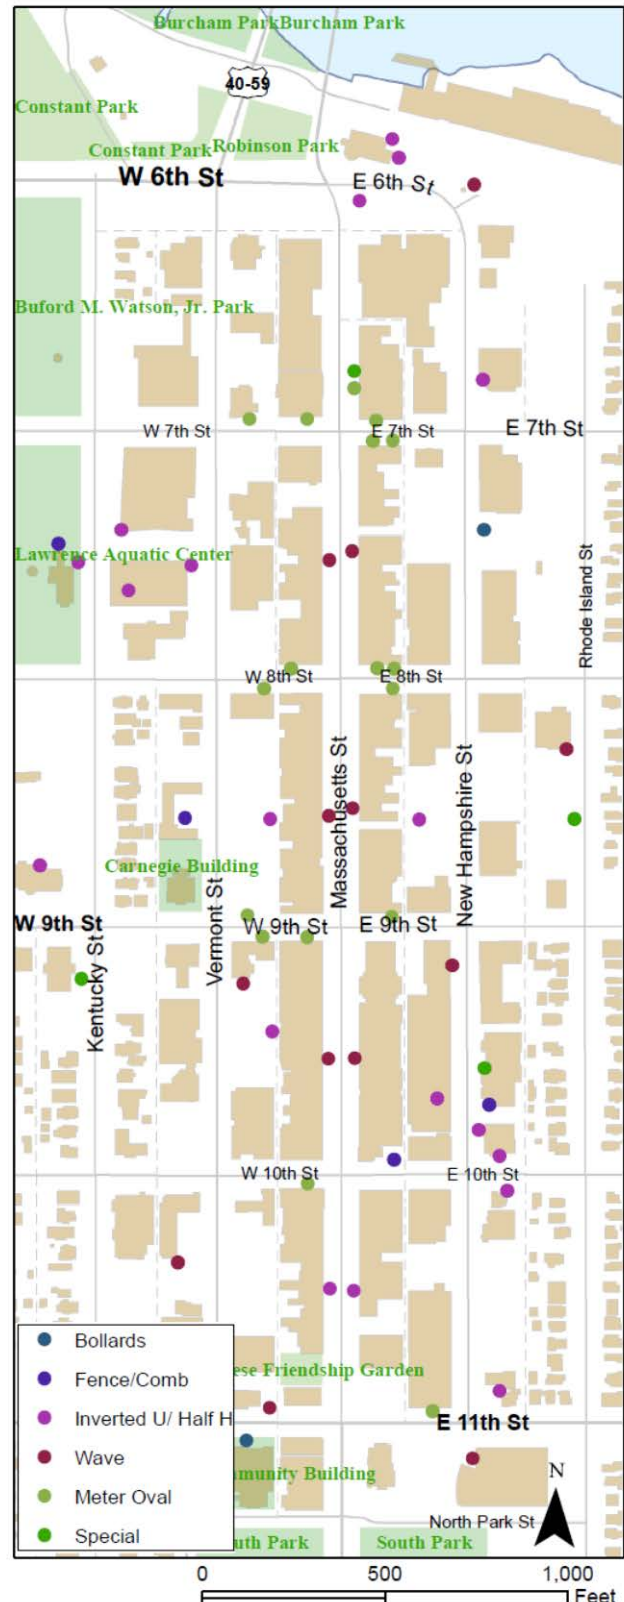 Burcham Park
Burcham Park
40-59
Constant Park
Constant Park
Robinson Park
W 6th St
E 6th St
Buford M. Watson, Jr. Park
W 7th St
E 7th St
E 7th St
Lawrence Aquatic Center
Rhode Island St
W 8th St
E 8th St
Massachusetts St
New Hampshire St
Carnegie Building
Vermont St
W 9th St
W 9th St
E 9th St
Kentucky St
W 10th St
E 10th St
Bollards
Fence/Comb
Inverted U/ Half H
Wave
Meter Oval
Special
ese Friendship Garden
E 11th St
mmunity Building
N
North Park St
uth Park
South Park
0 500 1,000
Feet